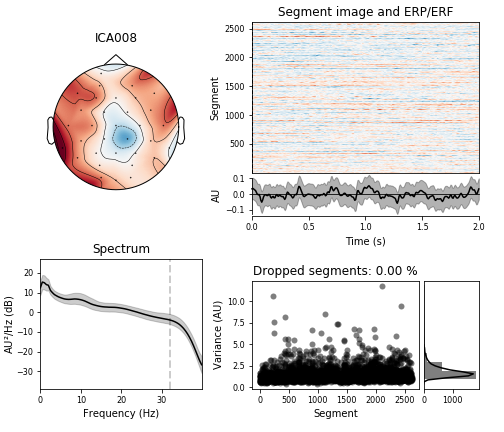 ICA008
Segment image and ERP/ERF
2500
2000
1500
1000
500
Segment
0.1
0.0
−0.1
AU
0.0 0.5 1.0 1.5 2.0
Time (s)
Spectrum
20
10
0
−10
−20
−30
AU²/Hz (dB)
0 10 20 30
Frequency (Hz)
Dropped segments: 0.00 %
10.0
7.5
5.0
2.5
0.0
Variance (AU)
0 500 1000 1500 2000 2500
Segment
0 1000